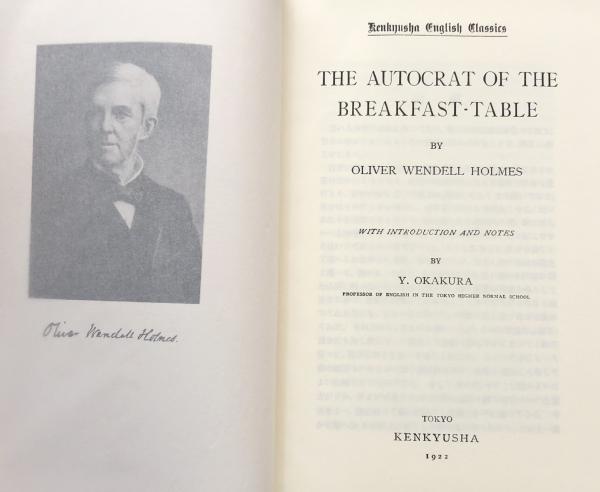 Oliver Wendell Holmes.
Kenkyusha English Classics
THE AUTOCRAT OF THE
BREAKFAST-TABLE
BY
OLIVER WENDELL HOLMES
WITH INTRODUCTION AND NOTES
BY
Y. OKAKURA
PROFESSOR OF ENGLISH IN THE TOKYO HIGHER NORMAL SCHOOL
TOKYO
KENKYUSHA
1922